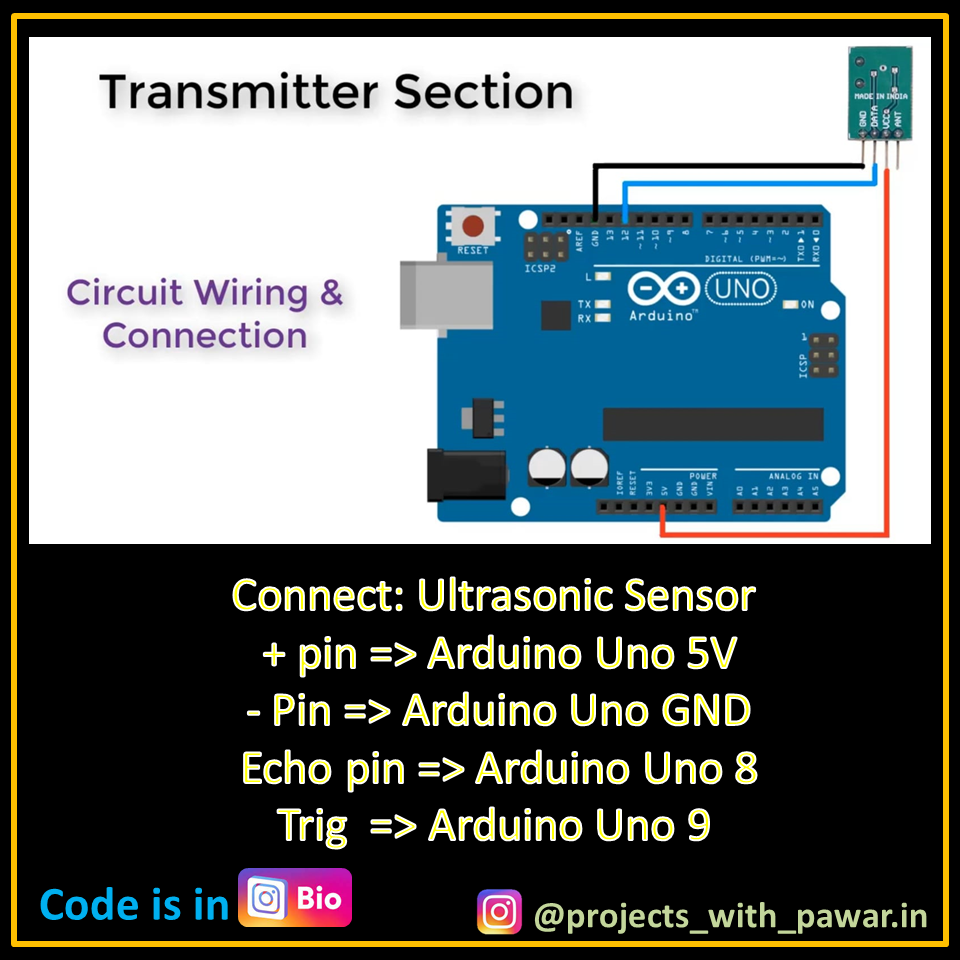 Transmitter Section
MADE IN INDIA
GND
DATA
VCC
ANT
Circuit Wiring &
Connection
RESET
ICSP2
AREF
GND
13
12
~11
~10
~9
8
7
~6
~5
4
~3
2
TX0▶1
RX0◀0
DIGITAL (PWM=~)
L
TX
RX
Arduino™
UNO
ON
1
ICSP
POWER
ANALOG IN
IOREF
RESET
3V3
5V
GND
GND
VIN
A0
A1
A2
A3
A4
A5
Connect: Ultrasonic Sensor
+ pin => Arduino Uno 5V
- Pin => Arduino Uno GND
Echo pin => Arduino Uno 8
Trig => Arduino Uno 9
Code is in Bio
@projects_with_pawar.in